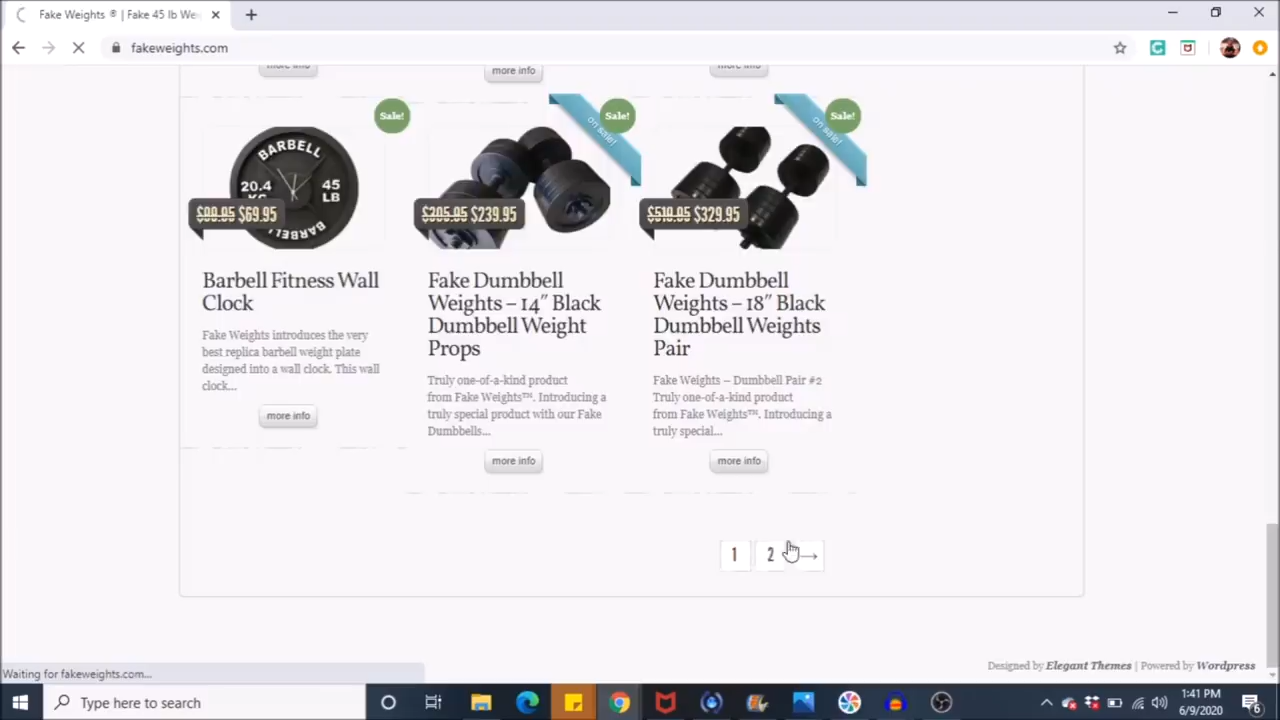 Fake Weights ® | Fake 45 lb Wei
fakeweights.com
more info
more info
more info
Sale!
on sale!
Sale!
on sale!
Sale!
BARBELL
20.4
KG
45
LB
BARBELL
$69.95
$305.95 $239.95
$519.95 $329.95
Barbell Fitness Wall
Clock
Fake Weights introduces the very
best replica barbell weight plate
designed into a wall clock. This wall
clock...
more info
Fake Dumbbell
Weights – 14″ Black
Dumbbell Weight
Props
Truly one-of-a-kind product
from Fake Weights™. Introducing a
truly special product with our Fake
Dumbbells...
more info
Fake Dumbbell
Weights – 18″ Black
Dumbbell Weights
Pair
Fake Weights – Dumbbell Pair #2
Truly one-of-a-kind product
from Fake Weights™. Introducing a
truly special...
more info
1 2 →
Designed by Elegant Themes | Powered by Wordpress
Waiting for fakeweights.com...
Type here to search
1:41 PM
6/9/2020
6